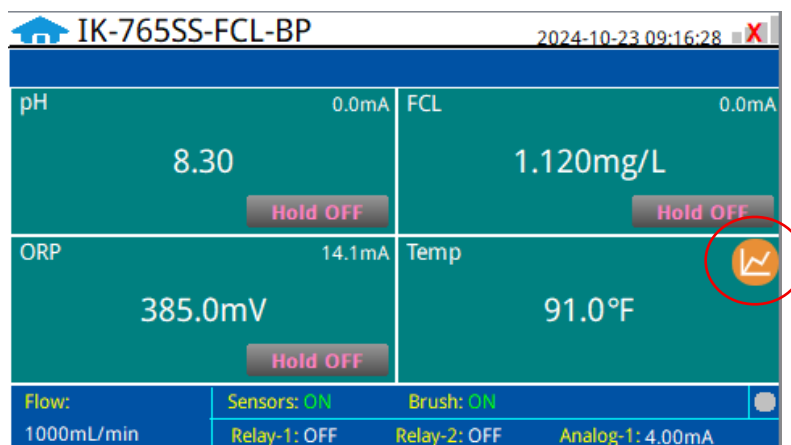 IK-765SS-FCL-BP 2024-10-23 09:16:28 X
pH 0.0mA FCL 0.0mA
8.30 1.120mg/L
Hold OFF Hold OFF
ORP 14.1mA Temp
385.0mV 91.0°F
Hold OFF
Flow: Sensors: ON Brush: ON
1000mL/min Relay-1: OFF Relay-2: OFF Analog-1: 4.00mA